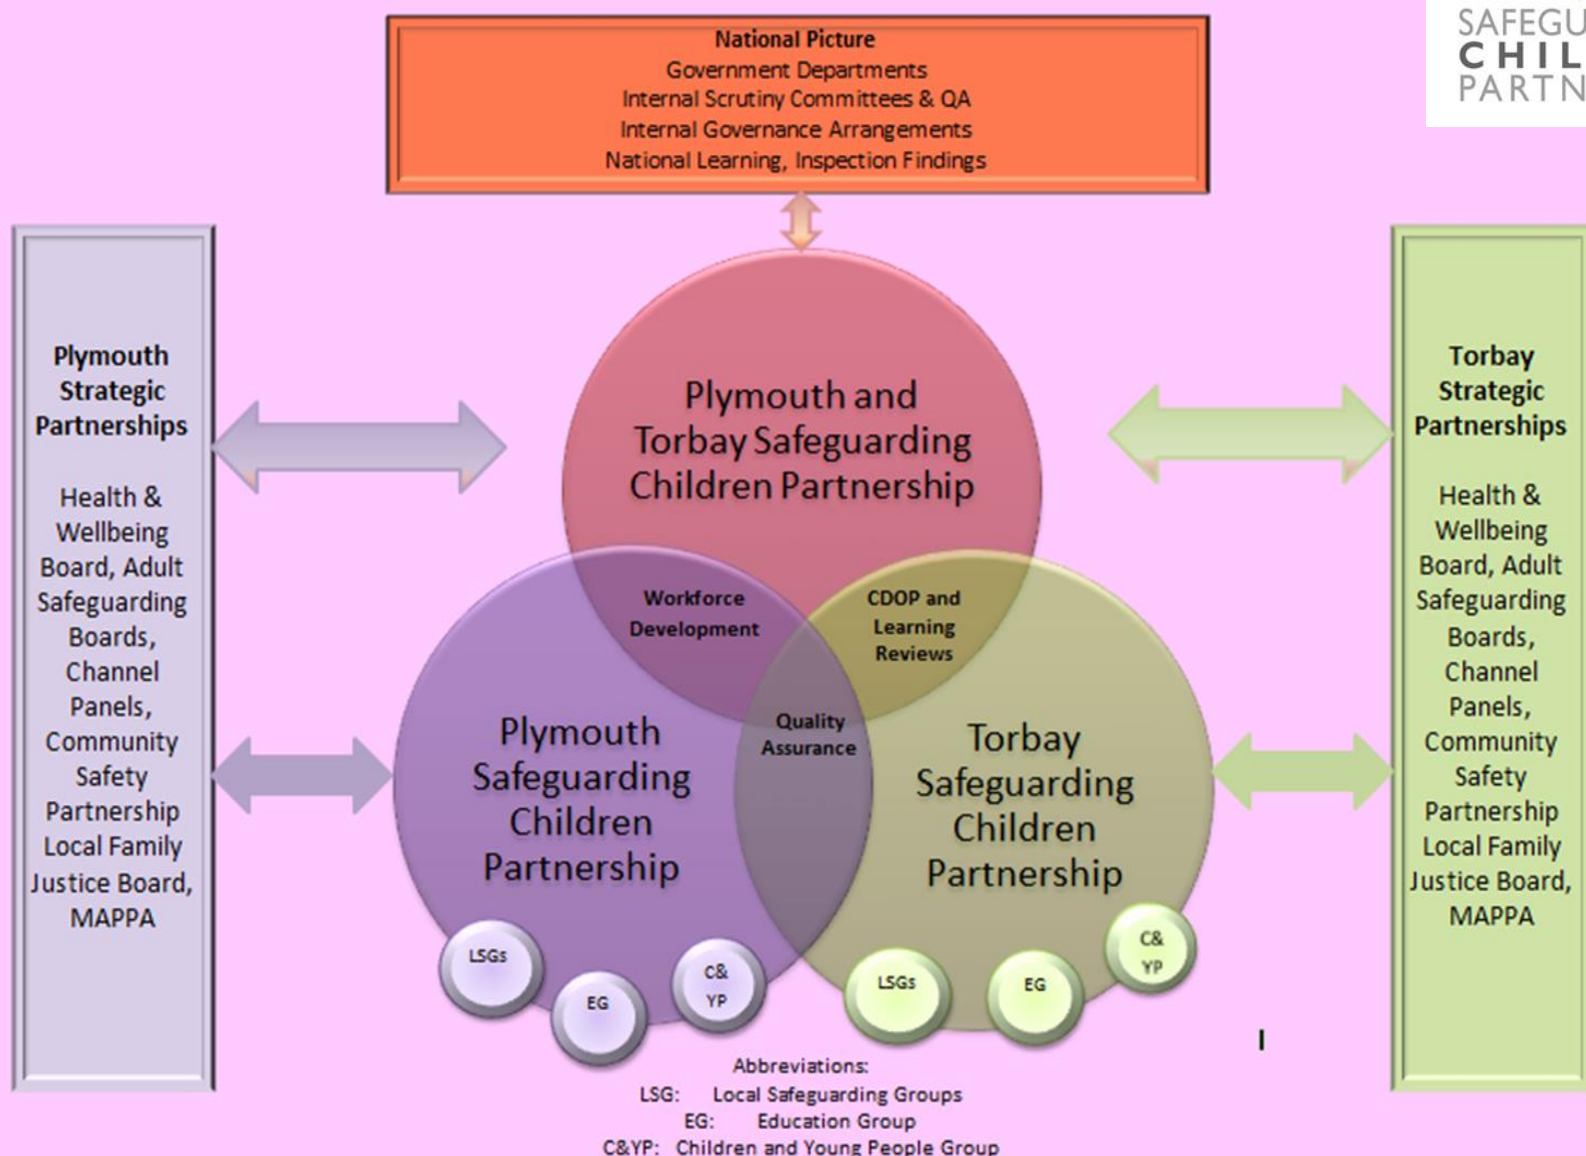 SAFEGU
CHIL
PARTN
National Picture
Government Departments
Internal Scrutiny Committees & QA
Internal Governance Arrangements
National Learning, Inspection Findings
Plymouth
Strategic
Partnerships
Health &
Wellbeing
Board, Adult
Safeguarding
Boards,
Channel
Panels,
Community
Safety
Partnership
Local Family
Justice Board,
MAPPA
Plymouth and
Torbay Safeguarding
Children Partnership
Workforce
Development
CDOP and
Learning
Reviews
Quality
Assurance
Plymouth
Safeguarding
Children
Partnership
Torbay
Safeguarding
Children
Partnership
LSGs
EG
C&
YP
LSGs
EG
C&
YP
Torbay
Strategic
Partnerships
Health &
Wellbeing
Board, Adult
Safeguarding
Boards,
Channel
Panels,
Community
Safety
Partnership
Local Family
Justice Board,
MAPPA
Abbreviations:
LSG: Local Safeguarding Groups
EG: Education Group
C&YP: Children and Young People Group